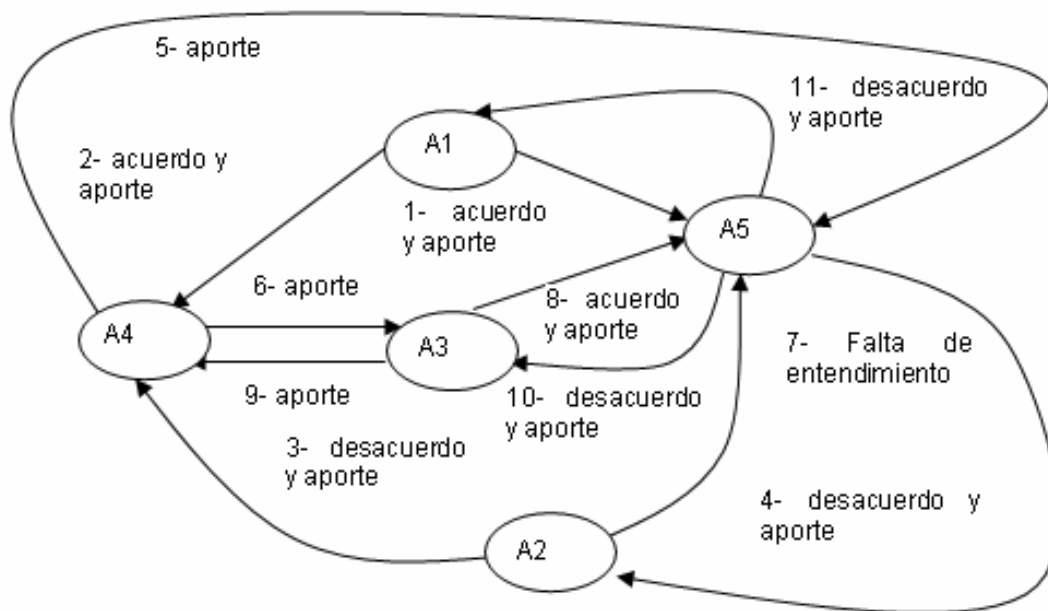 5- aporte
11- desacuerdo
y aporte
A1
2- acuerdo y
aporte
1- acuerdo
y aporte
A5
6- aporte
8- acuerdo
y aporte
A4
A3
7- Falta de
entendimiento
9- aporte
10- desacuerdo
y aporte
3- desacuerdo
y aporte
4- desacuerdo y
aporte
A2